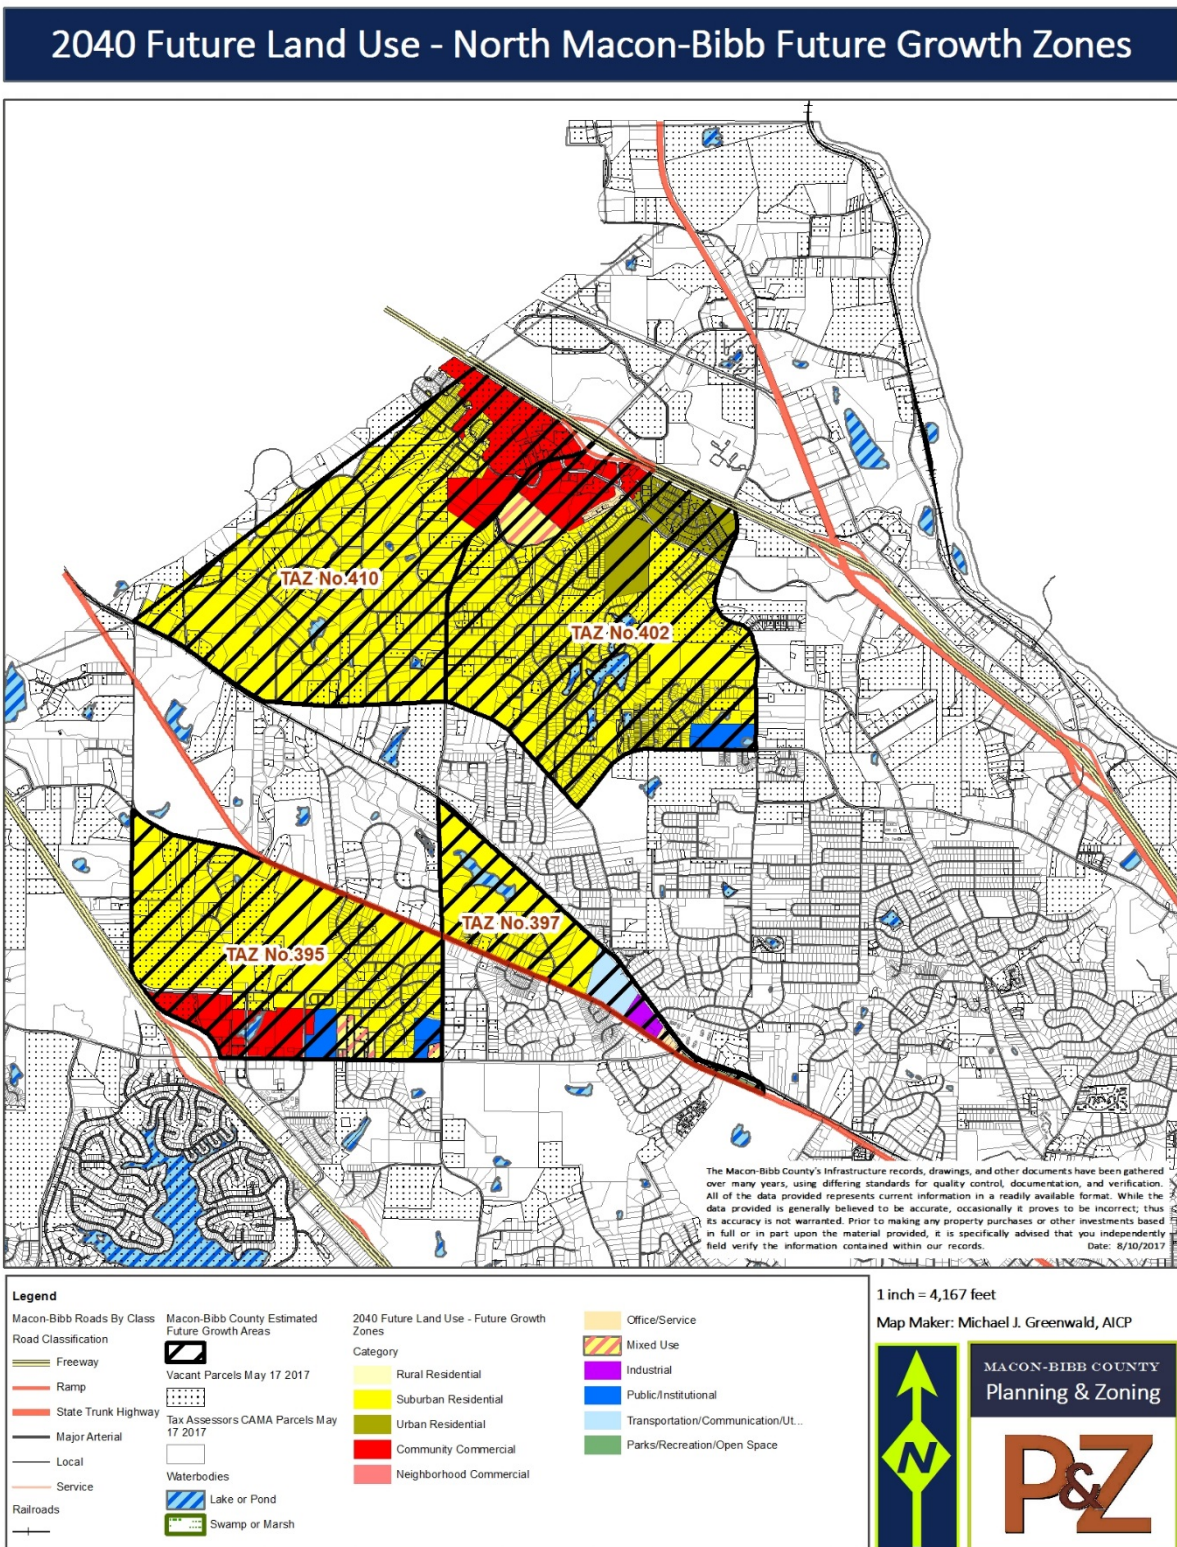 2040 Future Land Use - North Macon-Bibb Future Growth Zones
TAZ No.410
TAZ No.402
TAZ No.397
TAZ No.395
The Macon-Bibb County's Infrastructure records, drawings, and other documents have been gathered
over many years, using differing standards for quality control, documentation, and verification.
All of the data provided represents current information in a readily available format. While the
data provided is generally believed to be accurate, occasionally it proves to be incorrect; thus
its accuracy is not warranted. Prior to making any property purchases or other investments based
in full or in part upon the material provided, it is specifically advised that you independently
field verify the information contained within our records. Date: 8/10/2017
Legend
Macon-Bibb Roads By Class
Road Classification
Freeway
Ramp
State Trunk Highway
Major Arterial
Local
Service
Railroads
Macon-Bibb County Estimated
Future Growth Areas
Vacant Parcels May 17 2017
Tax Assessors CAMA Parcels May
17 2017
Waterbodies
Lake or Pond
Swamp or Marsh
2040 Future Land Use - Future Growth
Zones
Category
Rural Residential
Suburban Residential
Urban Residential
Community Commercial
Neighborhood Commercial
Office/Service
Mixed Use
Industrial
Public/Institutional
Transportation/Communication/Ut...
Parks/Recreation/Open Space
1 inch = 4,167 feet
Map Maker: Michael J. Greenwald, AICP
N
MACON-BIBB COUNTY
Planning & Zoning
P&Z